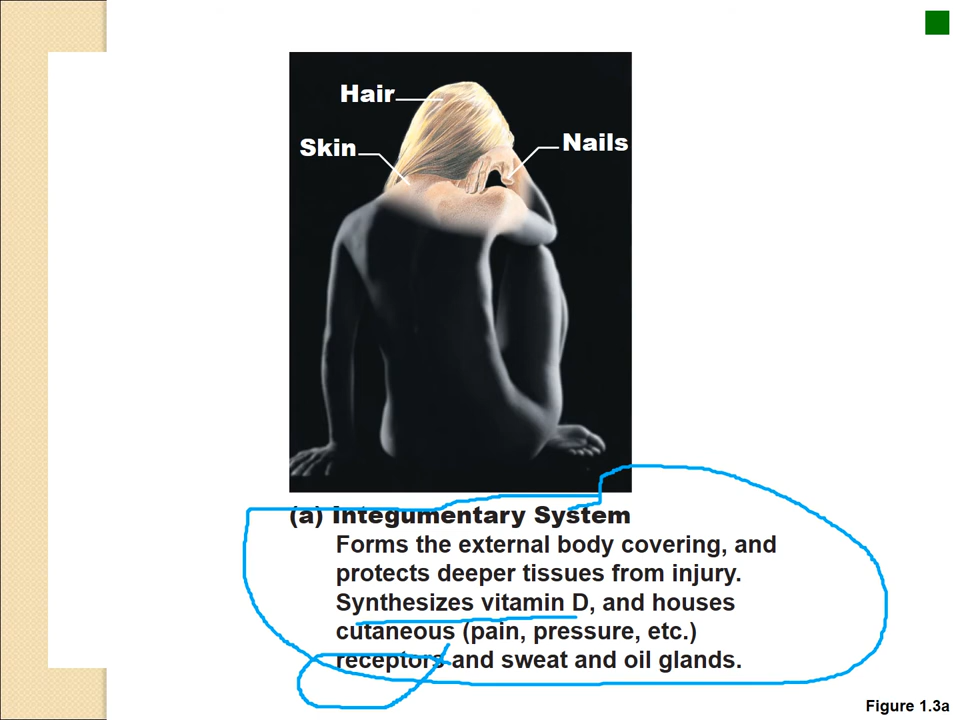 Hair
Skin
Nails
(a) Integumentary System
Forms the external body covering, and
protects deeper tissues from injury.
Synthesizes vitamin D, and houses
cutaneous (pain, pressure, etc.)
receptors and sweat and oil glands.
Figure 1.3a